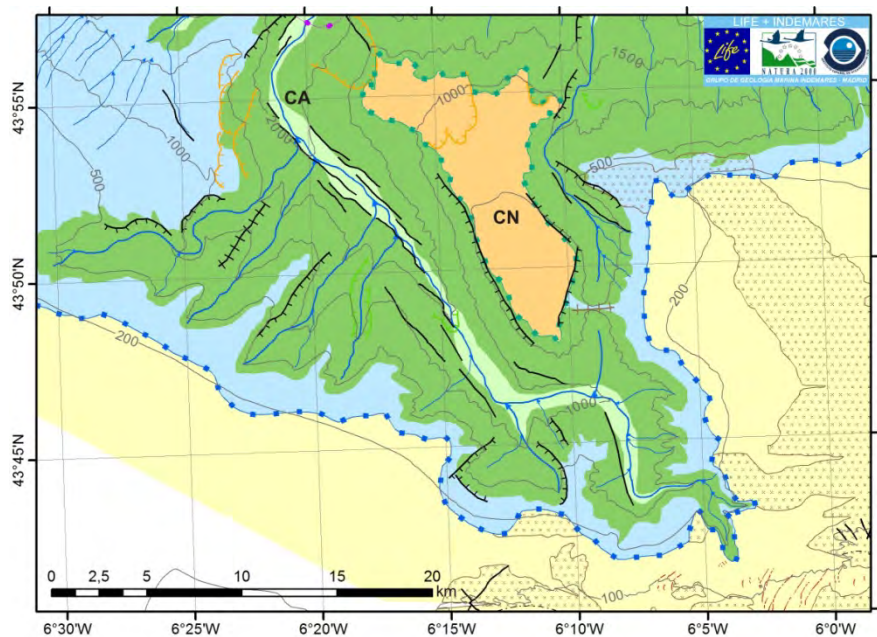 LIFE + INDEMARES
Life
NATURA 2000
GRUPO DE GEOLOGIA MARINA INDEMARES - MADRID
43°55'N
43°50'N
43°45'N
CA
CN
1500
1000
2000
1000
500
500
200
200
1000
200
100
0 2,5 5 10 15 20
km
6°30'W 6°25'W 6°20'W 6°15'W 6°10'W 6°5'W 6°0'W